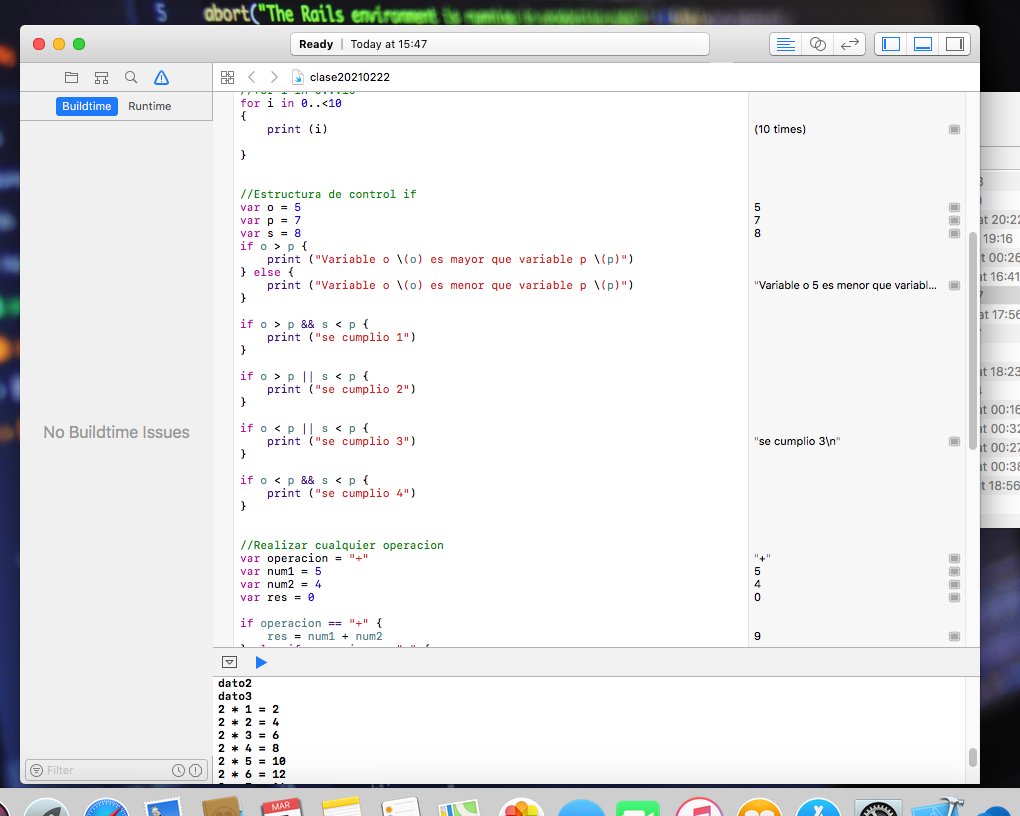 5 abort("The Rails environment is running
Ready | Today at 15:47
clase20210222
Buildtime Runtime
for i in 0..<10
{
print (i) (10 times)
}
//Estructura de control if
var o = 5 5
var p = 7 7
var s = 8 8
if o > p {
print ("Variable o \(o) es mayor que variable p \(p)")
} else {
print ("Variable o \(o) es menor que variable p \(p)") "Variable o 5 es menor que variabl...
}
if o > p && s < p {
print ("se cumplio 1")
}
if o > p || s < p {
print ("se cumplio 2")
}
if o < p || s < p {
print ("se cumplio 3") "se cumplio 3\n"
}
if o < p && s < p {
print ("se cumplio 4")
}
//Realizar cualquier operacion
var operacion = "+" "+"
var num1 = 5 5
var num2 = 4 4
var res = 0 0
if operacion == "+" {
res = num1 + num2 9
No Buildtime Issues
Filter
dato2
dato3
2 * 1 = 2
2 * 2 = 4
2 * 3 = 6
2 * 4 = 8
2 * 5 = 10
2 * 6 = 12
at 20:22
19:16
t 00:26
at 16:41
7
at 17:56
at 18:23
at 00:16
at 00:32
at 00:27
at 00:38
t 18:56
MAR